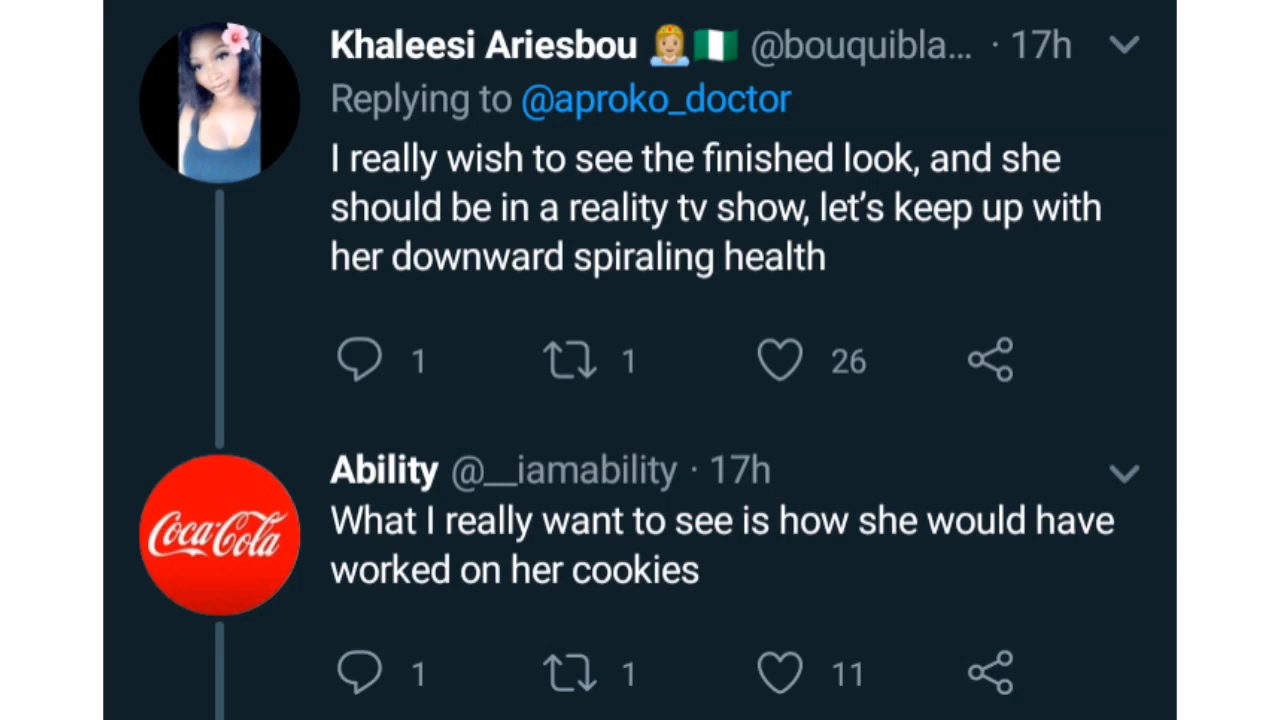 Khaleesi Ariesbou 👸🏼🇳🇬 @bouquibla... · 17h
Replying to @aproko_doctor
I really wish to see the finished look, and she
should be in a reality tv show, let’s keep up with
her downward spiraling health
1 1 26
Coca-Cola
Ability @__iamability · 17h
What I really want to see is how she would have
worked on her cookies
1 1 11